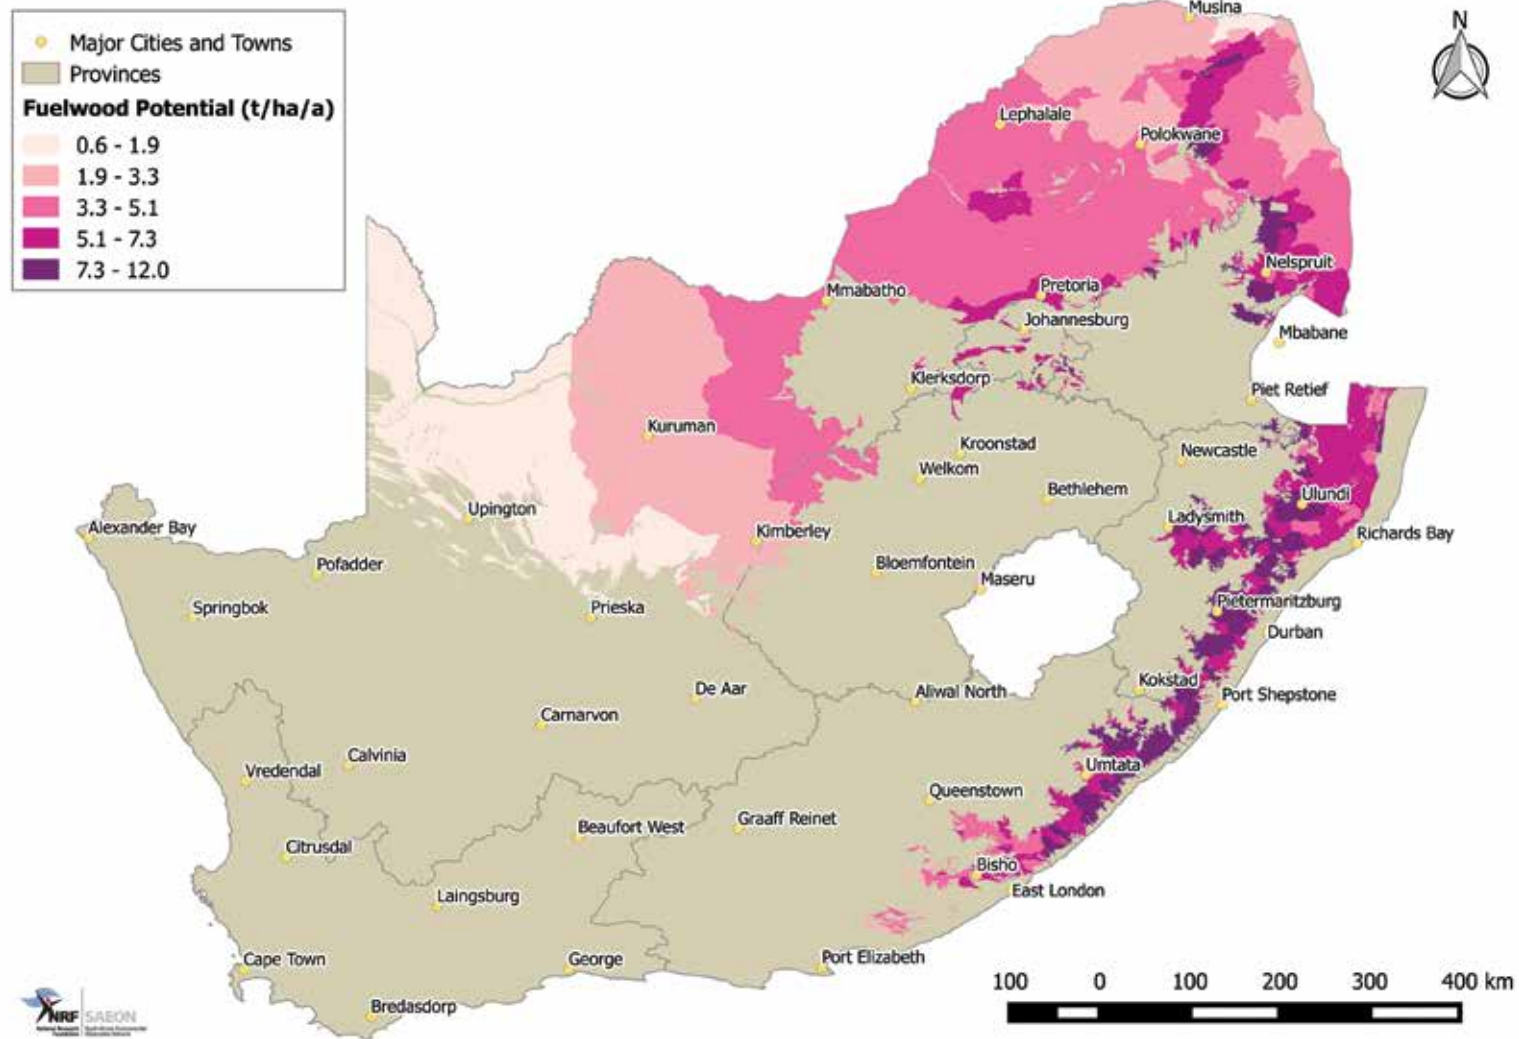 Major Cities and Towns
Provinces
Fuelwood Potential (t/ha/a)
0.6 - 1.9
1.9 - 3.3
3.3 - 5.1
5.1 - 7.3
7.3 - 12.0
N
Musina
Lephalale
Polokwane
Nelspruit
Mmabatho
Pretoria
Johannesburg
Mbabane
Klerksdorp
Piet Retief
Kuruman
Kroonstad
Newcastle
Welkom
Bethlehem
Ulundi
Upington
Ladysmith
Alexander Bay
Kimberley
Richards Bay
Pofadder
Bloemfontein
Maseru
Springbok
Prieska
Pietermaritzburg
Durban
De Aar
Aliwal North
Kokstad
Port Shepstone
Carnarvon
Calvinia
Vredendal
Umtata
Queenstown
Beaufort West
Graaff Reinet
Citrusdal
Bisho
Laingsburg
East London
Cape Town
George
Port Elizabeth
Bredasdorp
100 0 100 200 300 400 km
NRF SAEON